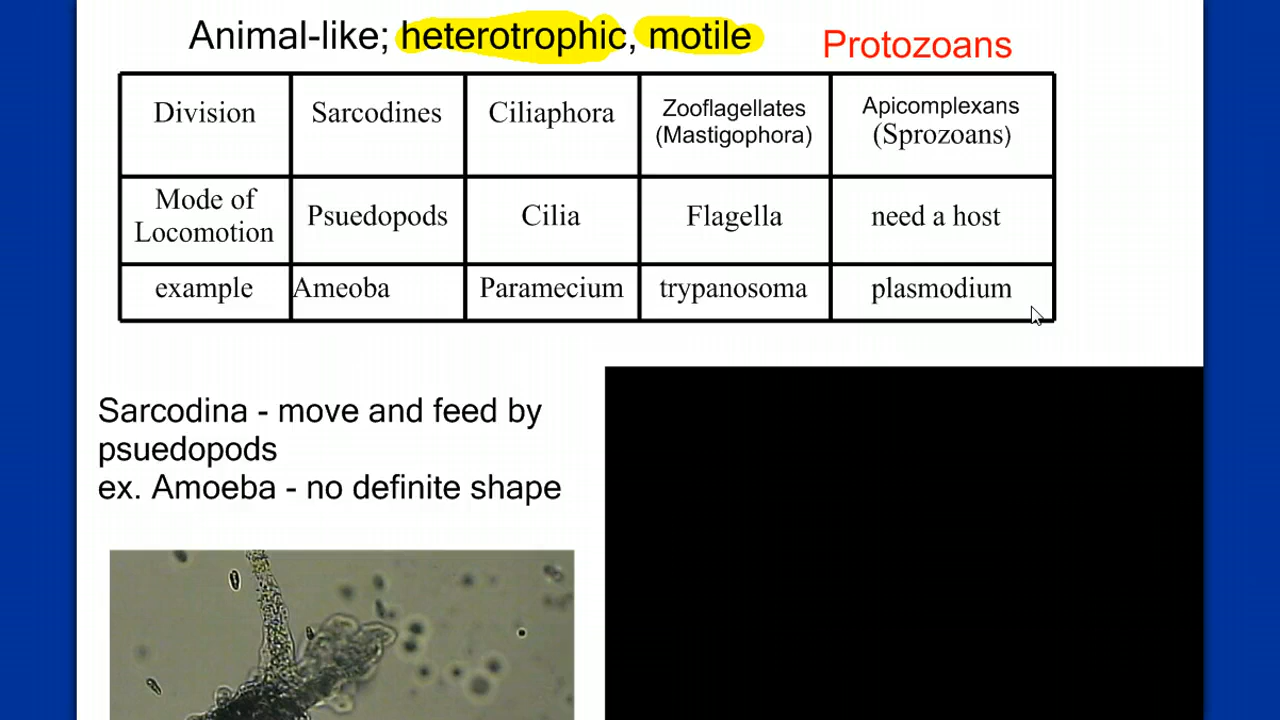 Animal-like; heterotrophic, motile
Protozoans
Division
Sarcodines
Ciliaphora
Zooflagellates
(Mastigophora)
Apicomplexans
(Sprozoans)
Mode of
Locomotion
Psuedopods
Cilia
Flagella
need a host
example
Ameoba
Paramecium
trypanosoma
plasmodium
Sarcodina - move and feed by
psuedopods
ex. Amoeba - no definite shape